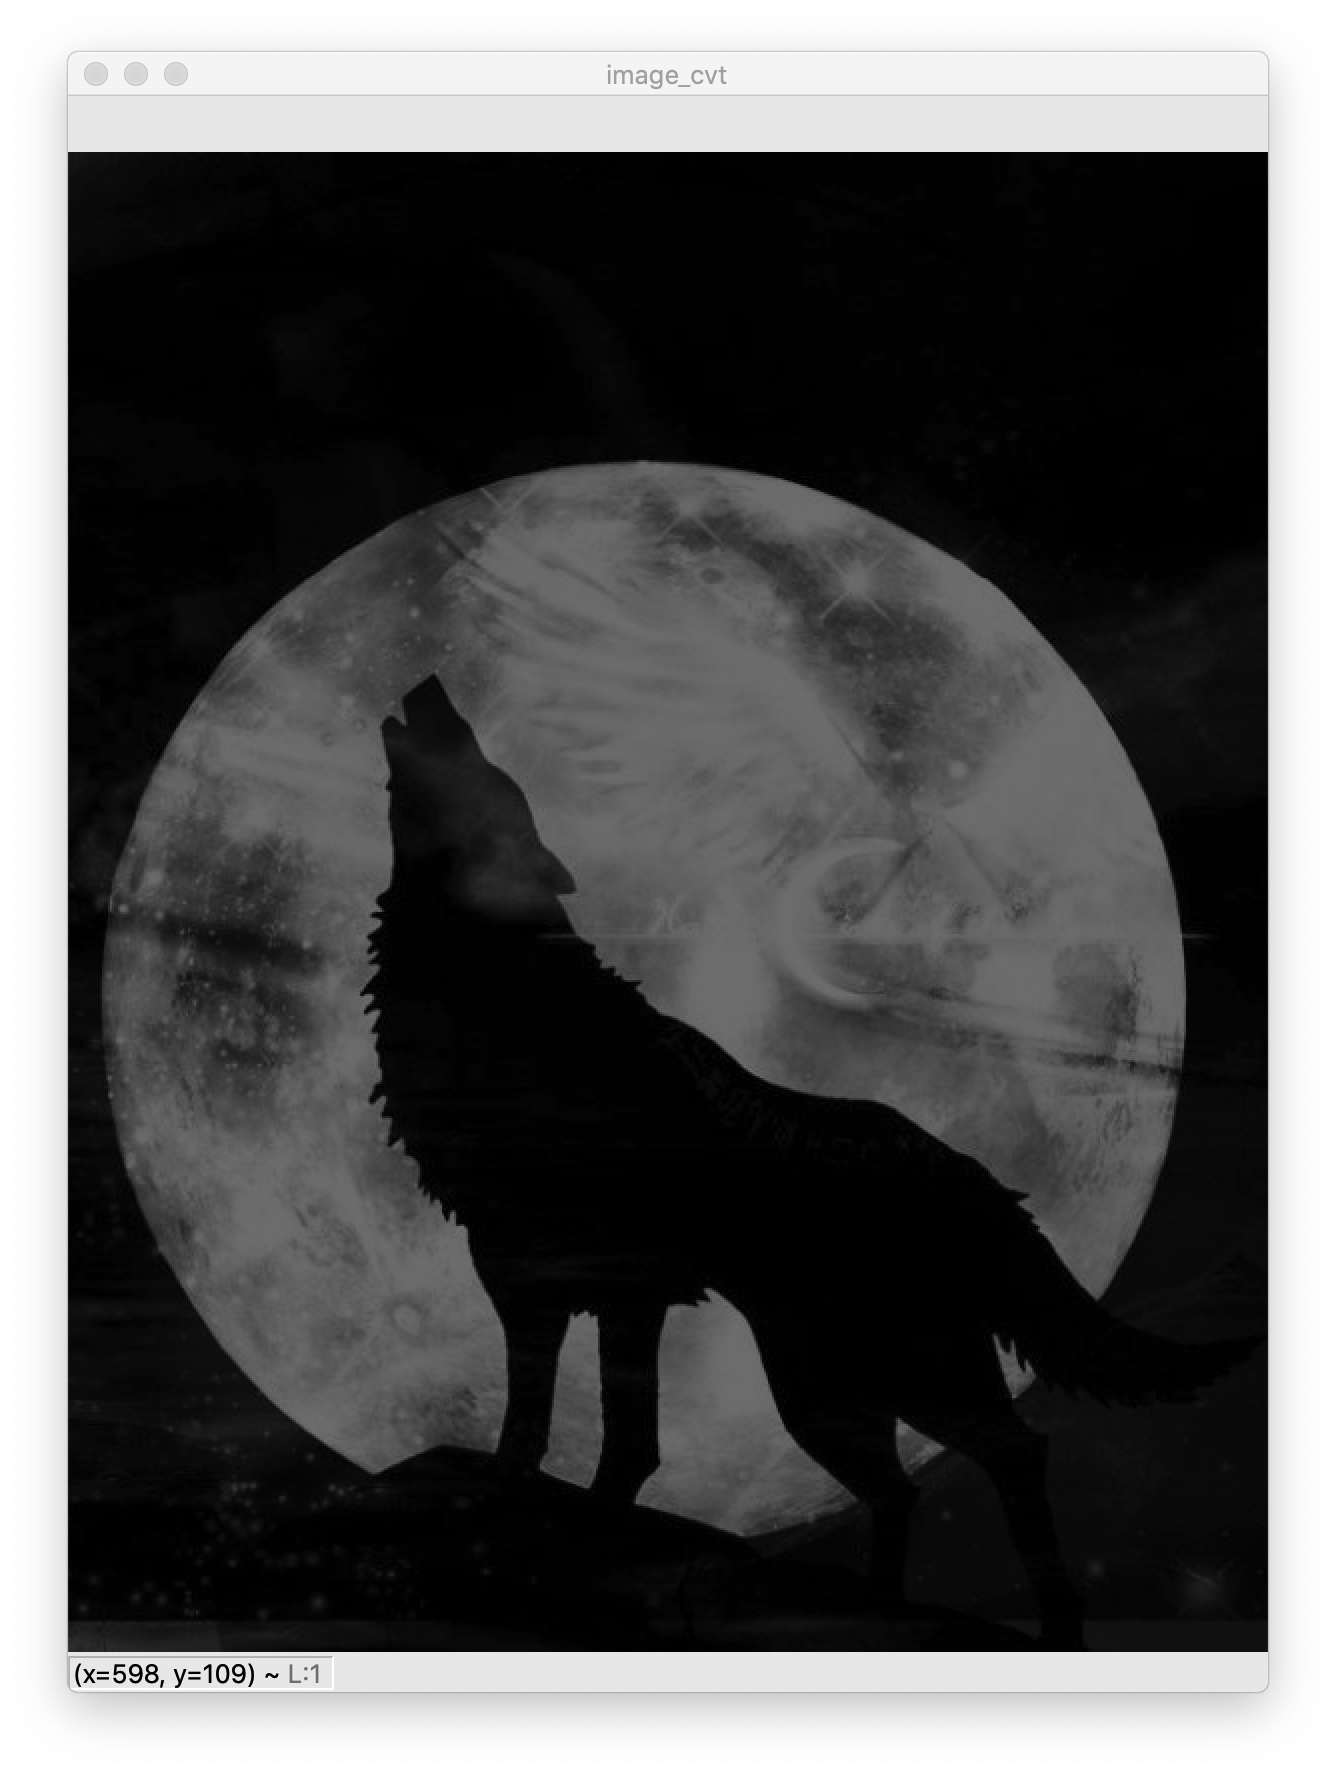 image_cvt
(x=598, y=109) ~ L:1